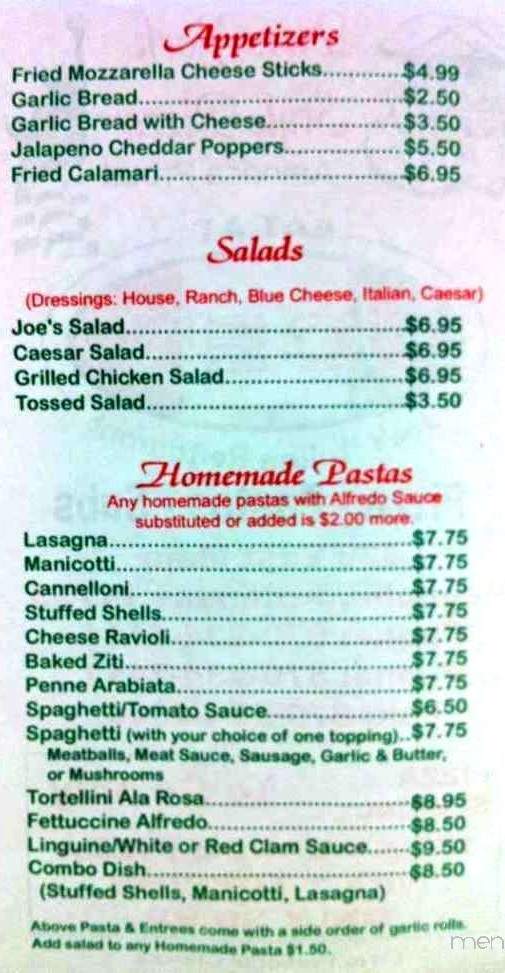 Appetizers
Fried Mozzarella Cheese Sticks............$4.99
Garlic Bread....................................$2.50
Garlic Bread with Cheese..................$3.50
Jalapeno Cheddar Poppers...............$5.50
Fried Calamari.................................$6.95
Salads
(Dressings: House, Ranch, Blue Cheese, Italian, Caesar)
Joe's Salad.....................................$6.95
Caesar Salad..................................$6.95
Grilled Chicken Salad........................$6.95
Tossed Salad..................................$3.50
Homemade Pastas
Any homemade pastas with Alfredo Sauce
substituted or added is $2.00 more.
Lasagna.........................................$7.75
Manicotti........................................$7.75
Cannelloni......................................$7.75
Stuffed Shells.................................$7.75
Cheese Ravioli................................$7.75
Baked Ziti.......................................$7.75
Penne Arabiata................................$7.75
Spaghetti/Tomato Sauce...................$6.50
Spaghetti (with your choice of one topping)..$7.75
Meatballs, Meat Sauce, Sausage, Garlic & Butter,
or Mushrooms
Tortellini Ala Rosa............................$8.95
Fettuccine Alfredo............................$8.50
Linguine/White or Red Clam Sauce......$9.50
Combo Dish....................................$8.50
(Stuffed Shells, Manicotti, Lasagna)
Above Pasta & Entrees come with a side order of garlic rolls.
Add salad to any Homemade Pasta $1.50.
men